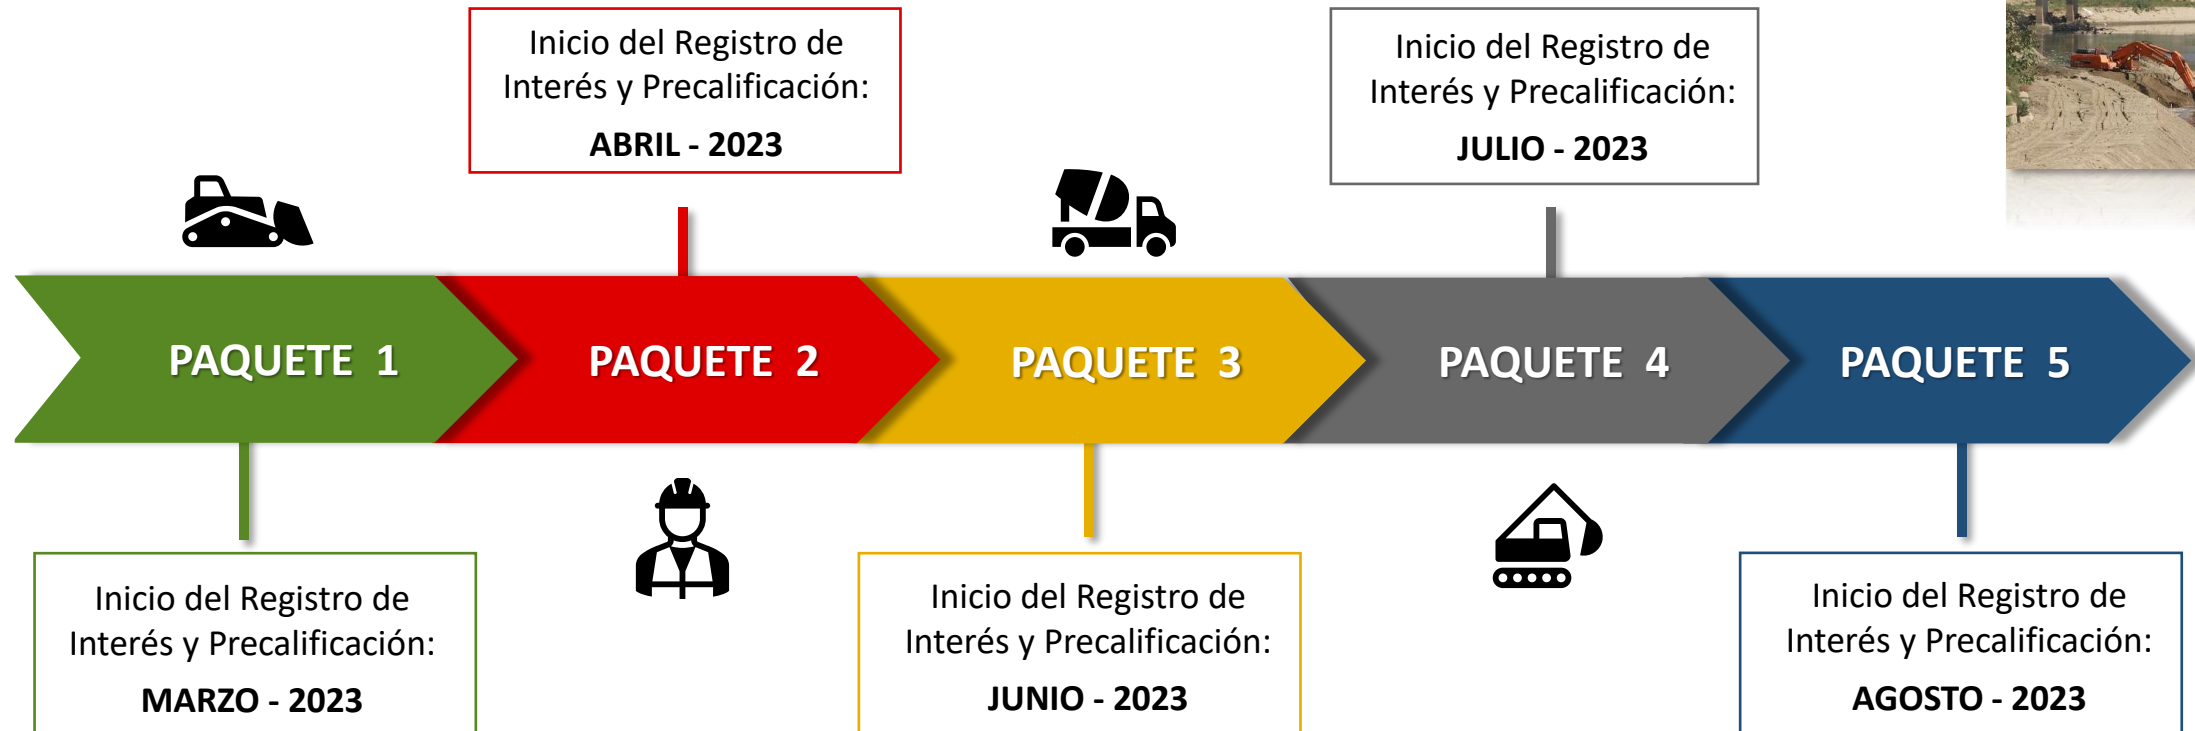 Inicio del Registro de
Interés y Precalificación:
ABRIL - 2023
Inicio del Registro de
Interés y Precalificación:
JULIO - 2023
PAQUETE 1
PAQUETE 2
PAQUETE 3
PAQUETE 4
PAQUETE 5
Inicio del Registro de
Interés y Precalificación:
MARZO - 2023
Inicio del Registro de
Interés y Precalificación:
JUNIO - 2023
Inicio del Registro de
Interés y Precalificación:
AGOSTO - 2023